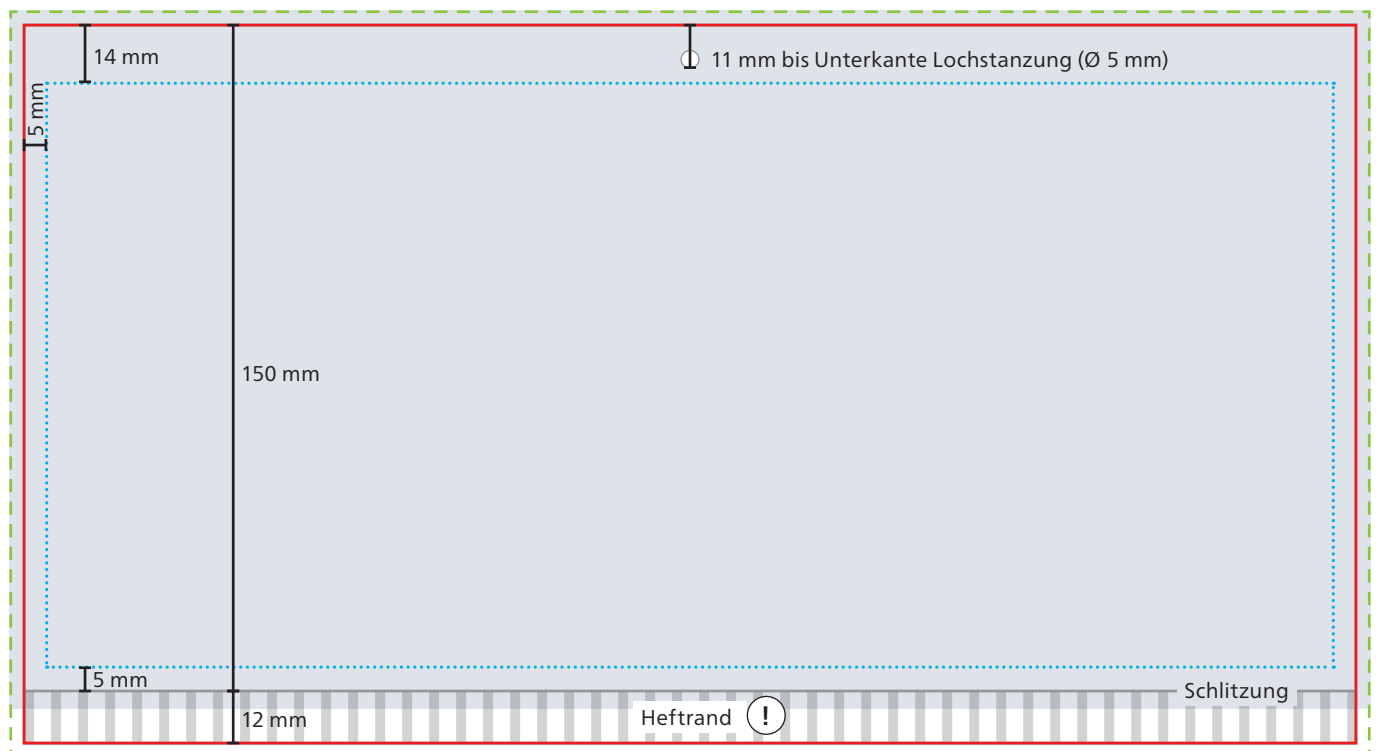 14 mm
11 mm bis Unterkante Lochstanzung (Ø 5 mm)
5 mm
150 mm
5 mm
Schlitzung
12 mm
Heftrand !